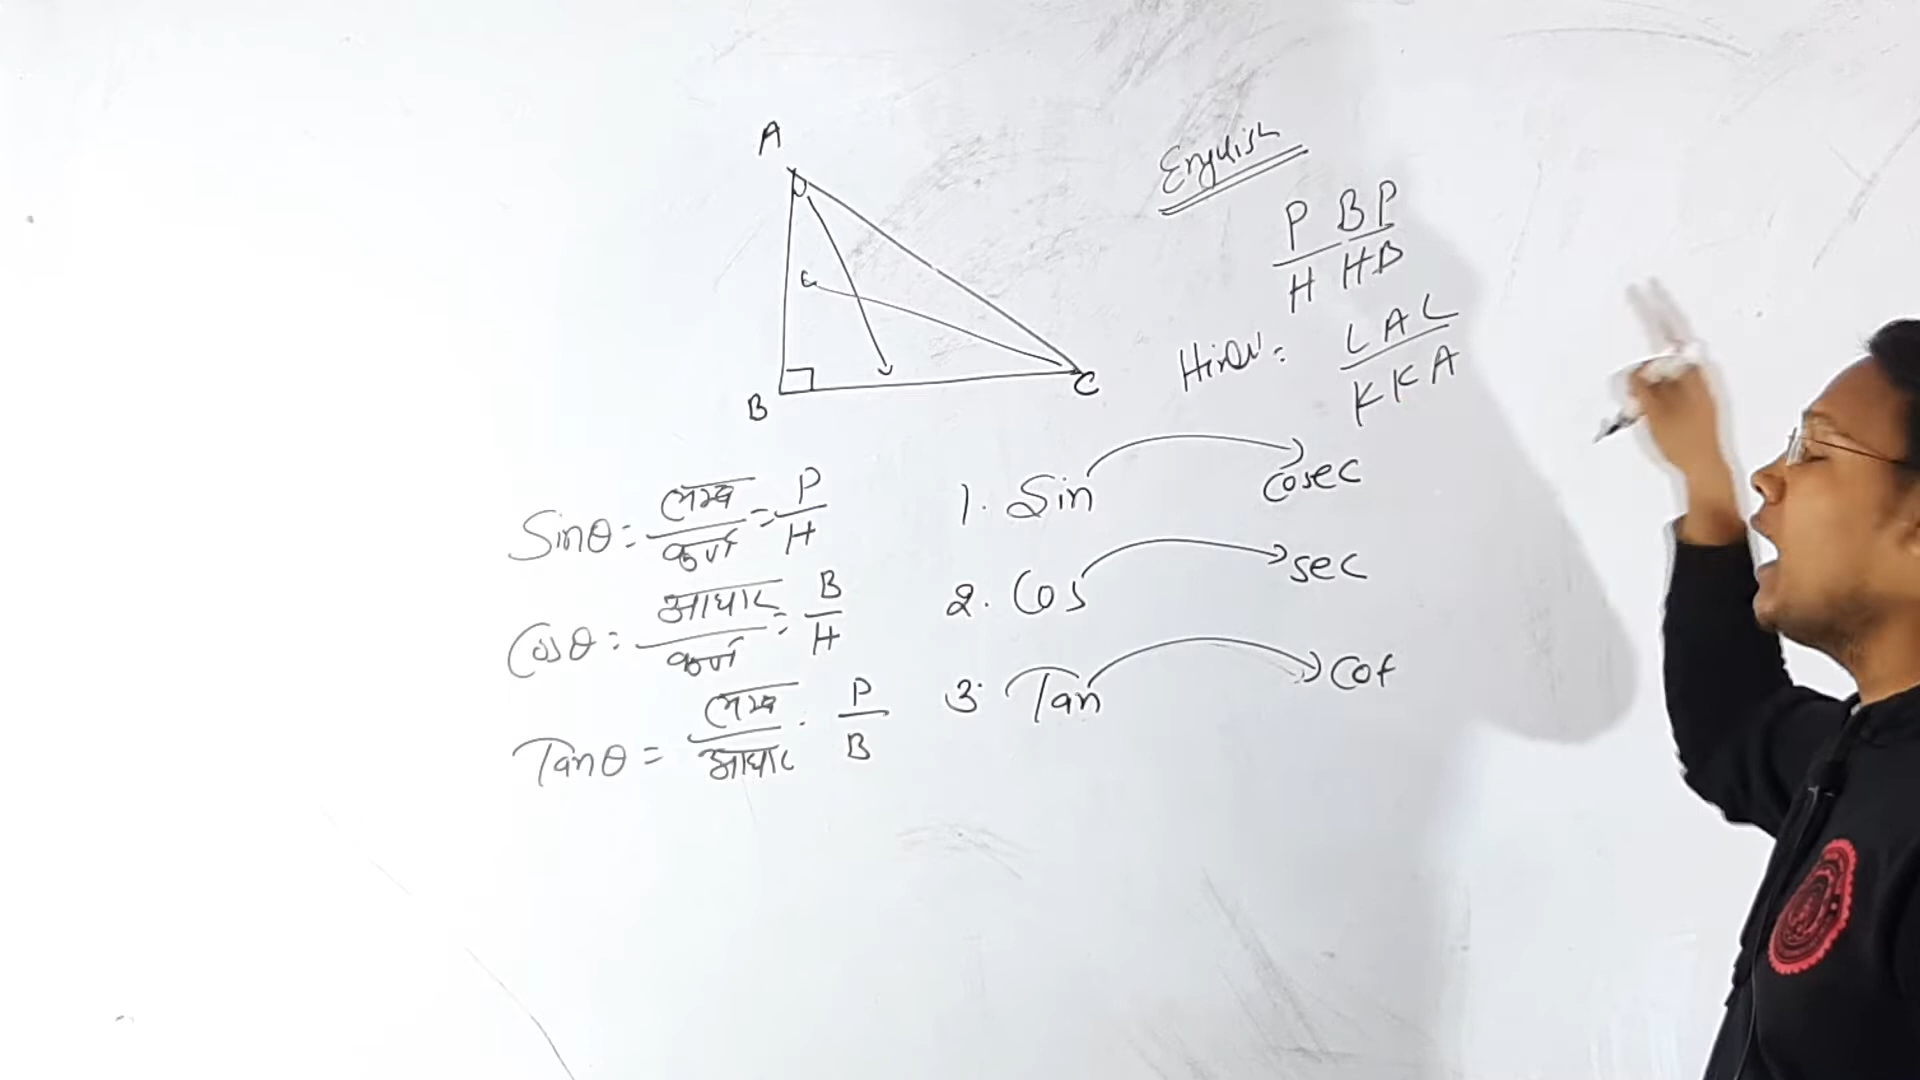 A
B
C
English
P B P
H H B
Hindi:
L A L
K K A
Sinθ = लम्ब / कर्ण = P / H
Cosθ = आधार / कर्ण = B / H
Tanθ = लम्ब / आधार = P / B
1. Sin → cosec
2. Cos → sec
3. Tan → cot